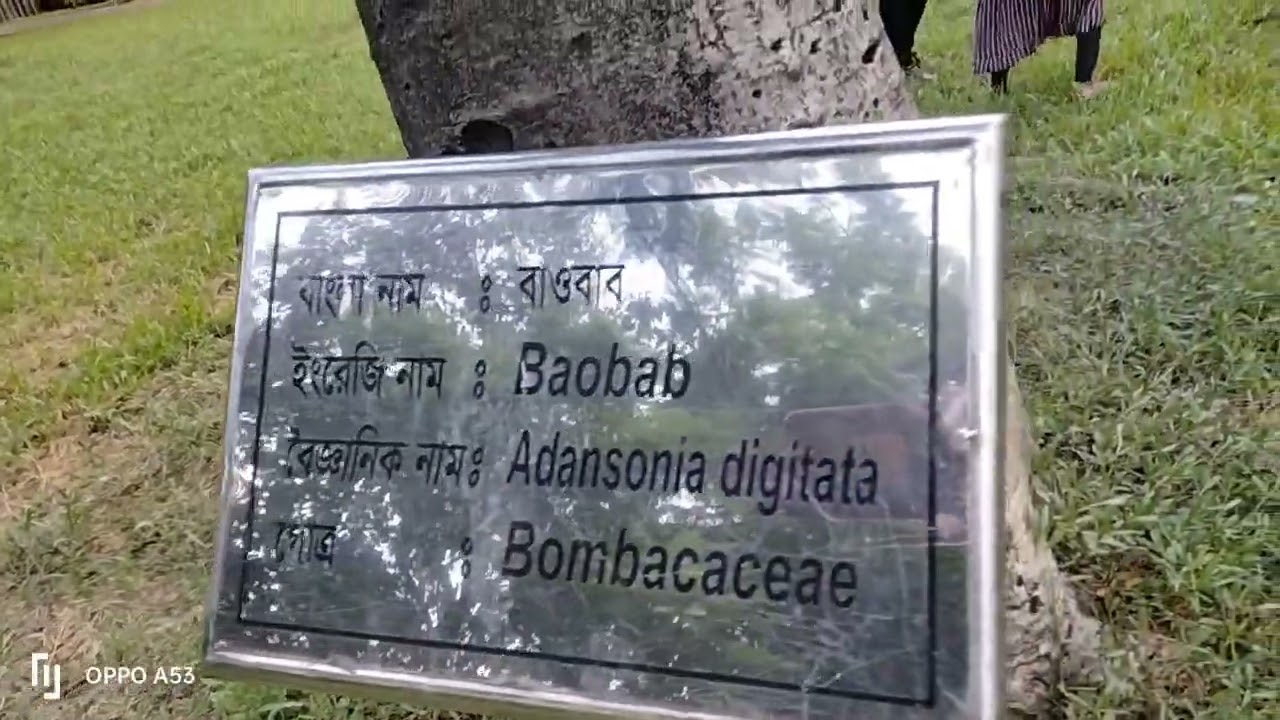 বাংলা নাম : বাওবাব
ইংরেজি নাম : Baobab
বৈজ্ঞানিক নাম : Adansonia digitata
গোত্র : Bombacaceae
OPPO A53